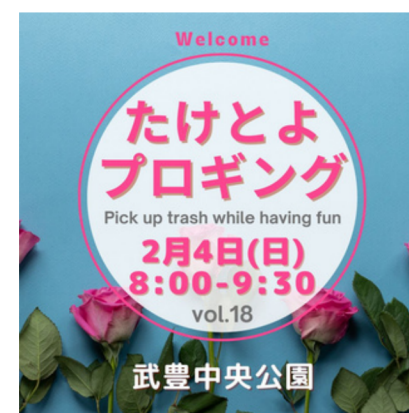 Welcome
たけとよ
プロギング
Pick up trash while having fun
2月4日(日)
8:00-9:30
vol.18
武豊中央公園